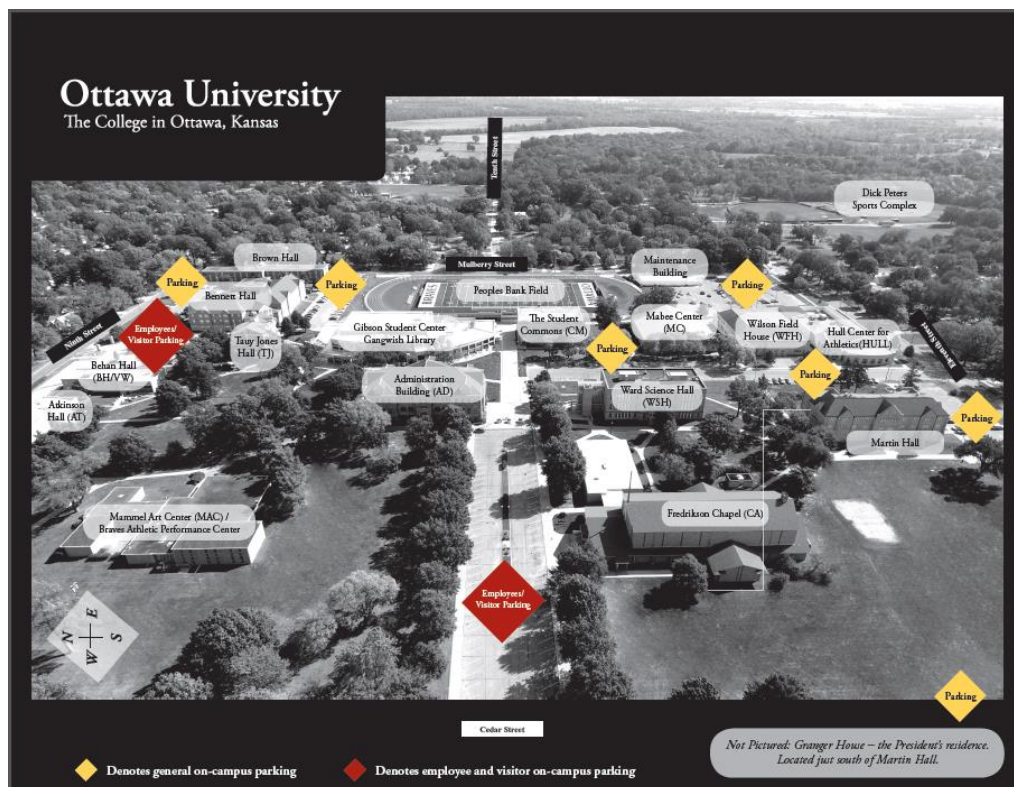 Ottawa University
The College in Ottawa, Kansas
Tenth Street
Dick Peters
Sports Complex
Brown Hall
Mulberry Street
Maintenance
Building
Parking
Parking
Parking
Bennett Hall
Peoples Bank Field
BRAVES
Ninth Street
Employees/
Visitor Parking
Tauy Jones
Hall (TJ)
Gibson Student Center
Gangwish Library
The Student
Commons (CM)
Mabee Center
(MC)
Wilson Field
House (WFH)
Hull Center for
Athletics(HULL)
Parking
Behan Hall
(BH/VW)
Parking
Administration
Building (AD)
Ward Science Hall
(WSH)
Atkinson
Hall (AT)
Parking
Martin Hall
Mammel Art Center (MAC) /
Braves Athletic Performance Center
Fredrikson Chapel (CA)
Employees/
Visitor Parking
N E
W S
Parking
Cedar Street
Not Pictured: Granger House – the President's residence.
Located just south of Martin Hall.
Denotes general on-campus parking
Denotes employee and visitor on-campus parking